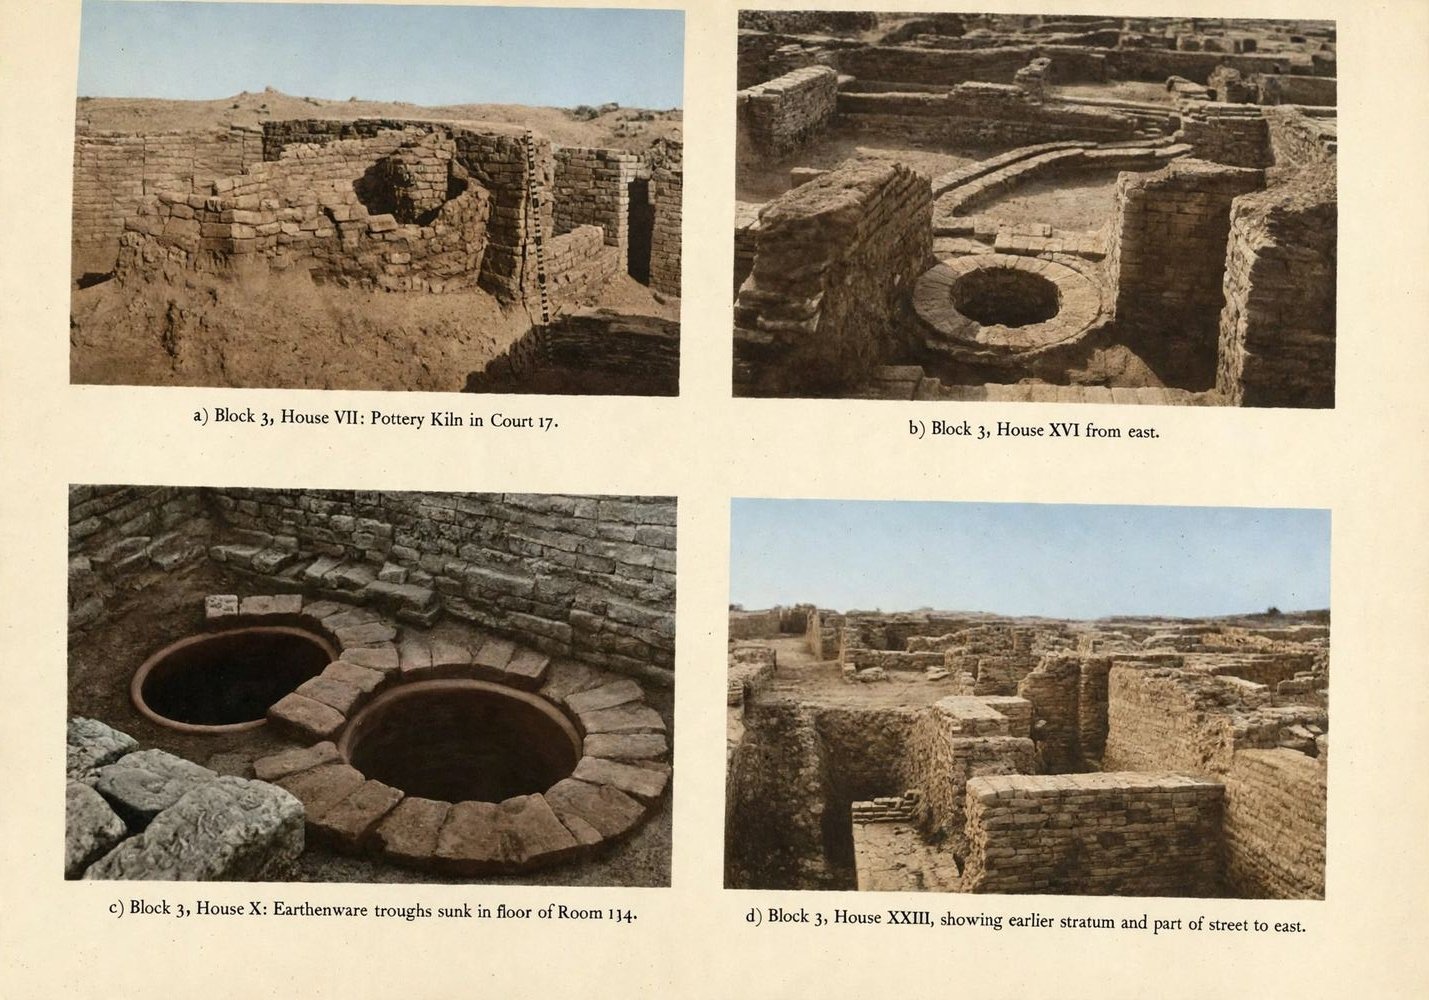 a) Block 3, House VII: Pottery Kiln in Court 17.
b) Block 3, House XVI from east.
c) Block 3, House X: Earthenware troughs sunk in floor of Room 134.
d) Block 3, House XXIII, showing earlier stratum and part of street to east.